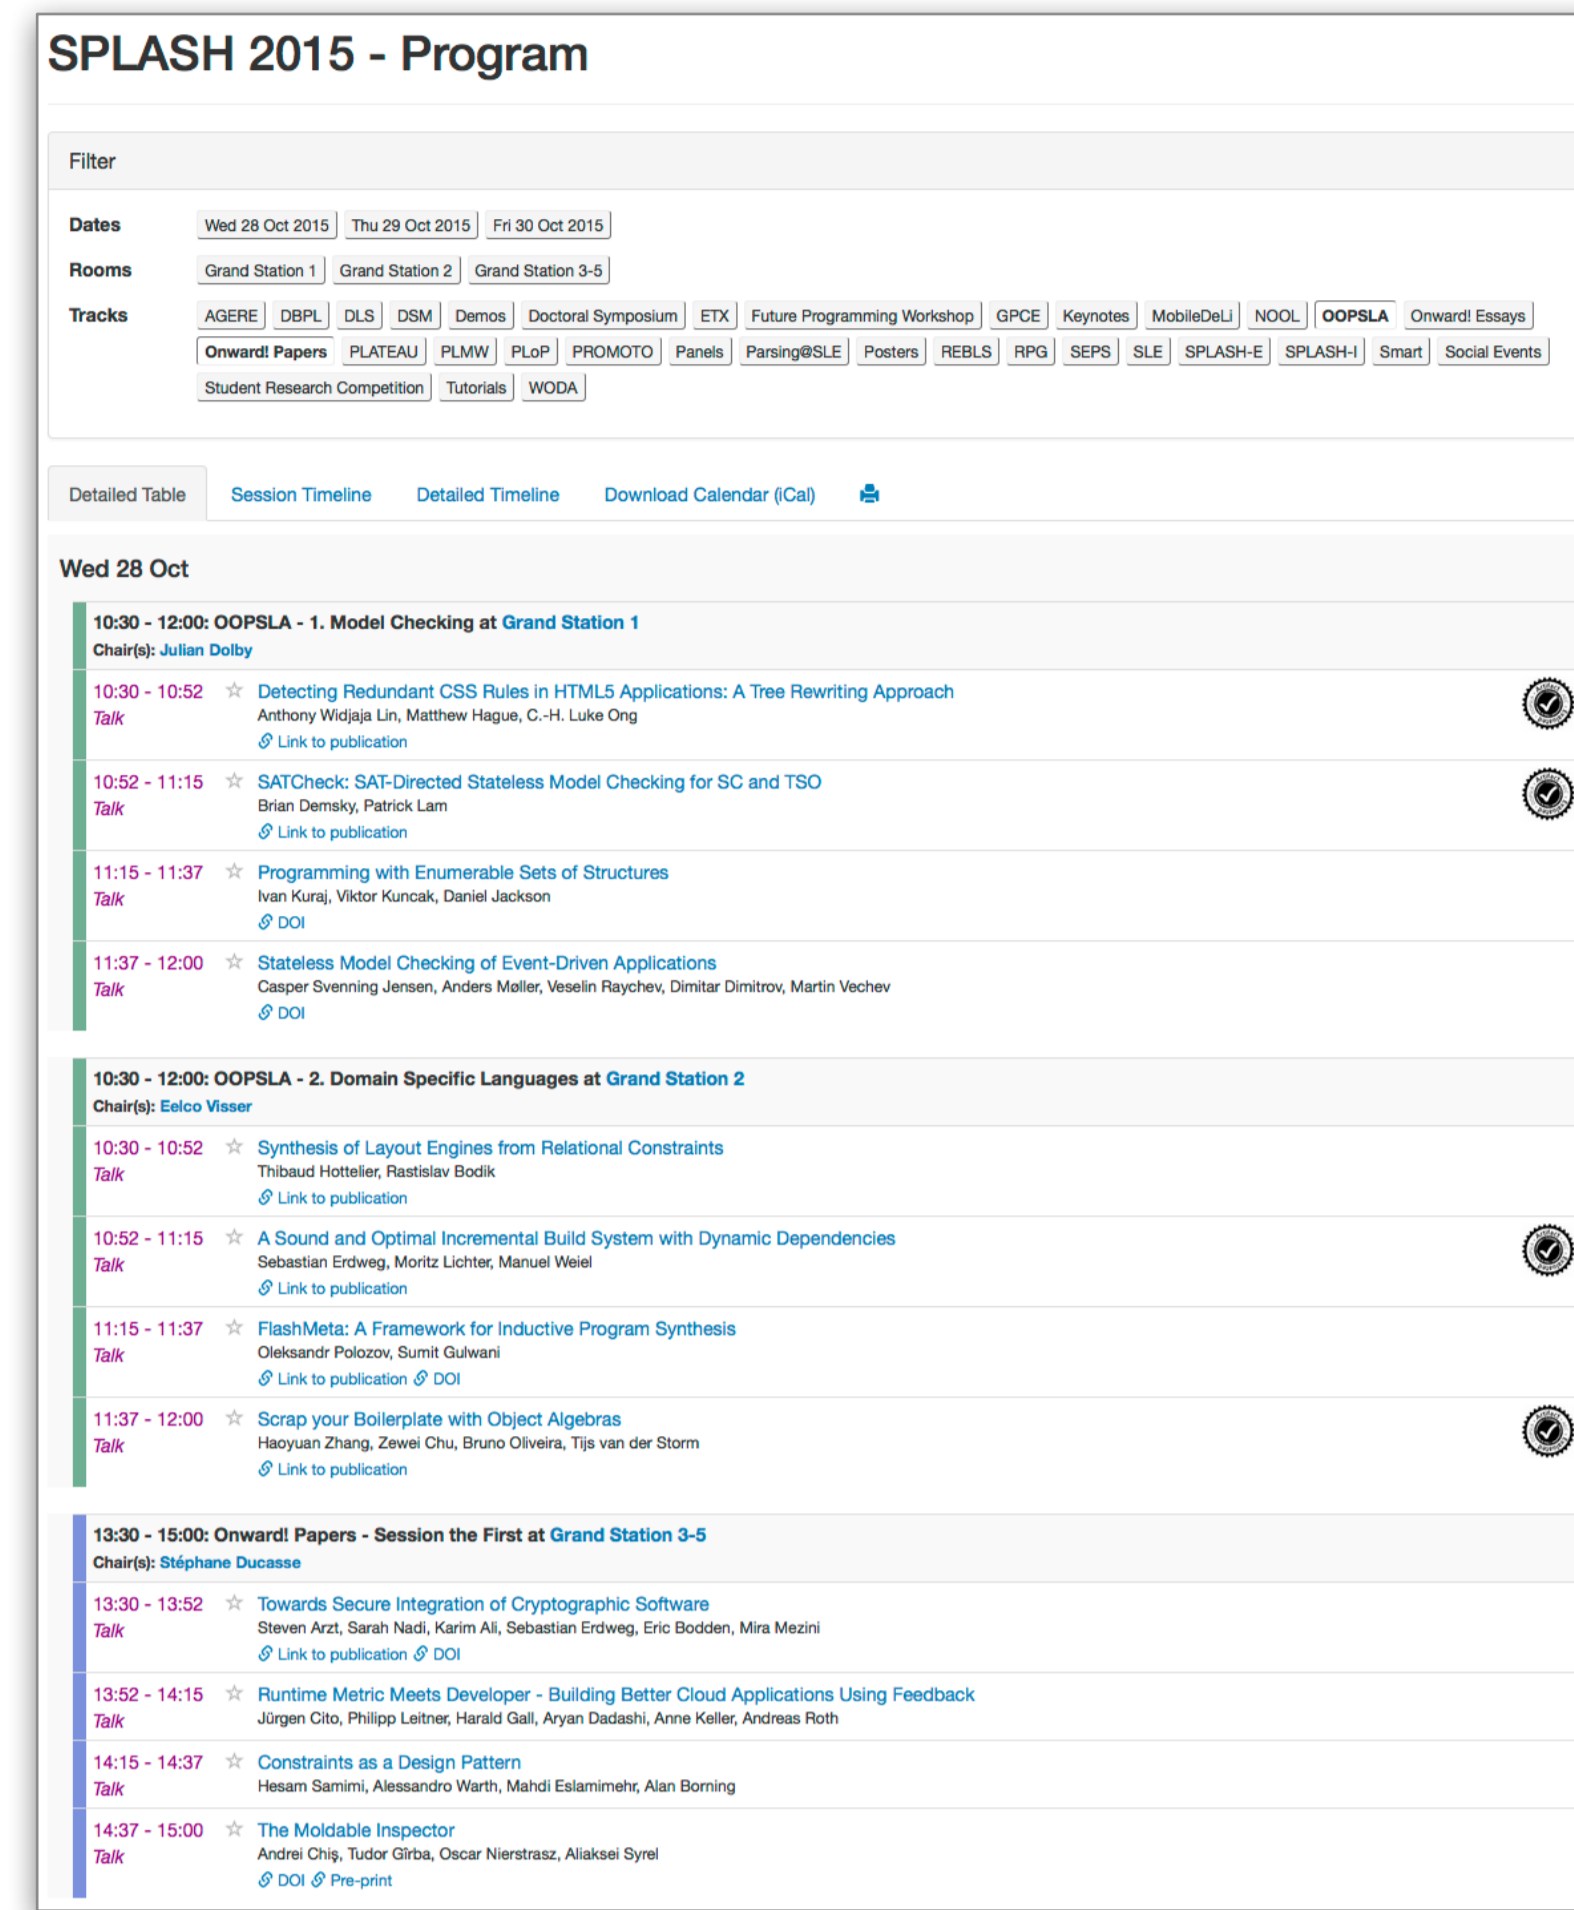 SPLASH 2015 - Program
Filter
Dates Wed 28 Oct 2015 Thu 29 Oct 2015 Fri 30 Oct 2015
Rooms Grand Station 1 Grand Station 2 Grand Station 3-5
Tracks AGERE DBPL DLS DSM Demos Doctoral Symposium ETX Future Programming Workshop GPCE Keynotes MobileDeLi NOOL OOPSLA Onward! Essays
Onward! Papers PLATEAU PLMW PLoP PROMOTO Panels Parsing@SLE Posters REBLS RPG SEPS SLE SPLASH-E SPLASH-I Smart Social Events
Student Research Competition Tutorials WODA
Detailed Table Session Timeline Detailed Timeline Download Calendar (iCal)
Wed 28 Oct
10:30 - 12:00: OOPSLA - 1. Model Checking at Grand Station 1
Chair(s): Julian Dolby
10:30 - 10:52 Detecting Redundant CSS Rules in HTML5 Applications: A Tree Rewriting Approach
Talk Anthony Widjaja Lin, Matthew Hague, C.-H. Luke Ong
Link to publication
10:52 - 11:15 SATCheck: SAT-Directed Stateless Model Checking for SC and TSO
Talk Brian Demsky, Patrick Lam
Link to publication
11:15 - 11:37 Programming with Enumerable Sets of Structures
Talk Ivan Kuraj, Viktor Kuncak, Daniel Jackson
DOI
11:37 - 12:00 Stateless Model Checking of Event-Driven Applications
Talk Casper Svenning Jensen, Anders Møller, Veselin Raychev, Dimitar Dimitrov, Martin Vechev
DOI
10:30 - 12:00: OOPSLA - 2. Domain Specific Languages at Grand Station 2
Chair(s): Eelco Visser
10:30 - 10:52 Synthesis of Layout Engines from Relational Constraints
Talk Thibaud Hottelier, Rastislav Bodik
Link to publication
10:52 - 11:15 A Sound and Optimal Incremental Build System with Dynamic Dependencies
Talk Sebastian Erdweg, Moritz Lichter, Manuel Weiel
Link to publication
11:15 - 11:37 FlashMeta: A Framework for Inductive Program Synthesis
Talk Oleksandr Polozov, Sumit Gulwani
Link to publication DOI
11:37 - 12:00 Scrap your Boilerplate with Object Algebras
Talk Haoyuan Zhang, Zewei Chu, Bruno Oliveira, Tijs van der Storm
Link to publication
13:30 - 15:00: Onward! Papers - Session the First at Grand Station 3-5
Chair(s): Stéphane Ducasse
13:30 - 13:52 Towards Secure Integration of Cryptographic Software
Talk Steven Arzt, Sarah Nadi, Karim Ali, Sebastian Erdweg, Eric Bodden, Mira Mezini
Link to publication DOI
13:52 - 14:15 Runtime Metric Meets Developer - Building Better Cloud Applications Using Feedback
Talk Jürgen Cito, Philipp Leitner, Harald Gall, Aryan Dadashi, Anne Keller, Andreas Roth
14:15 - 14:37 Constraints as a Design Pattern
Talk Hesam Samimi, Alessandro Warth, Mahdi Eslamimehr, Alan Borning
14:37 - 15:00 The Moldable Inspector
Talk Andrei Chiş, Tudor Gîrba, Oscar Nierstrasz, Aliaksei Syrel
DOI Pre-print